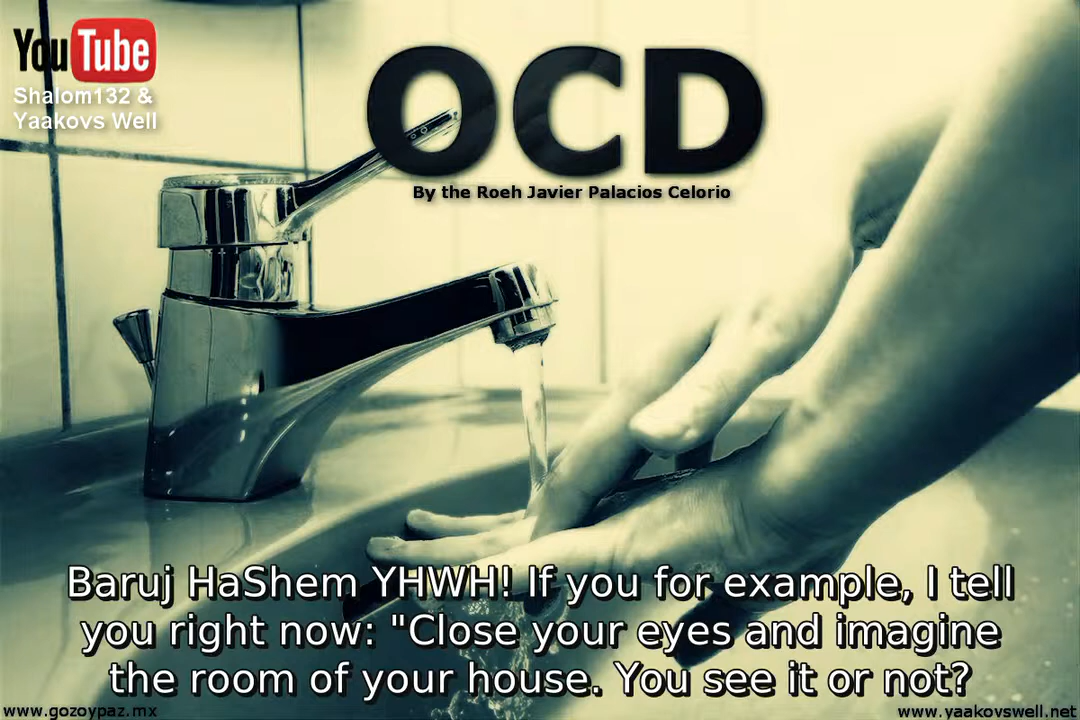 YouTube
Shalom132 &
Yaakovs Well
OCD
By the Roeh Javier Palacios Celorio
Baruj HaShem YHWH! If you for example, I tell
you right now: "Close your eyes and imagine
the room of your house. You see it or not?
www.gozoypaz.mx
www.yaakovswell.net